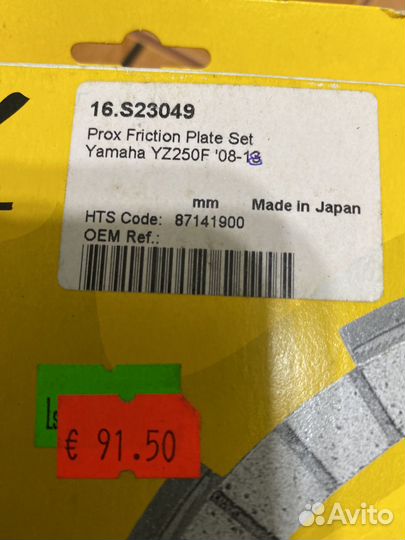 16.S23049
Prox Friction Plate Set
Yamaha YZ250F '08-13
mm Made in Japan
HTS Code: 87141900
OEM Ref.:
€ 91.50
Avito